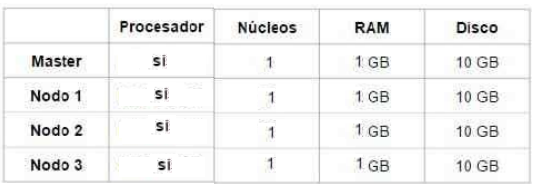 Procesador Núcleos RAM Disco
Master si 1 1 GB 10 GB
Nodo 1 si 1 1 GB 10 GB
Nodo 2 si 1 1 GB 10 GB
Nodo 3 si 1 1 GB 10 GB